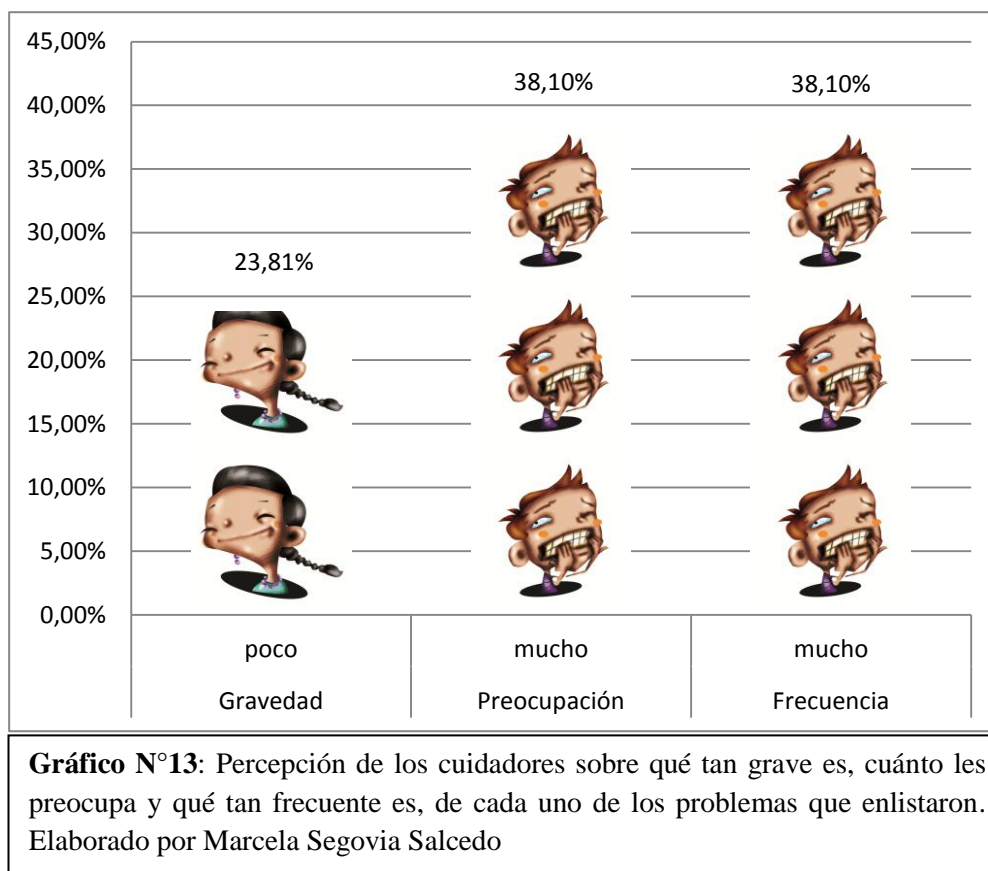 45,00%
40,00%
35,00%
30,00%
25,00%
20,00%
15,00%
10,00%
5,00%
0,00%
23,81%
38,10%
38,10%
poco
mucho
mucho
Gravedad
Preocupación
Frecuencia
Gráfico N°13: Percepción de los cuidadores sobre qué tan grave es, cuánto les
preocupa y qué tan frecuente es, de cada uno de los problemas que enlistaron.
Elaborado por Marcela Segovia Salcedo